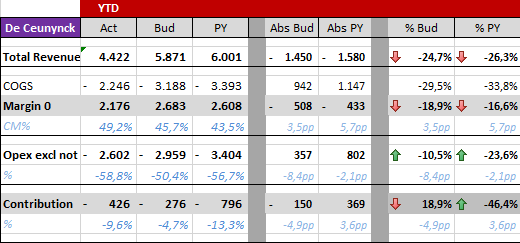 YTD
De Ceunynck Act Bud PY Abs Bud Abs PY % Bud % PY
Total Revenue 4.422 5.871 6.001 - 1.450 - 1.580 -24,7% -26,3%
COGS - 2.246 - 3.188 - 3.393 942 1.147 -29,5% -33,8%
Margin 0 2.176 2.683 2.608 - 508 - 433 -18,9% -16,6%
CM% 49,2% 45,7% 43,5% 3,5pp 5,7pp 3,5pp 5,7pp
Opex excl not - 2.602 - 2.959 - 3.404 357 802 -10,5% -23,6%
% -58,8% -50,4% -56,7% -8,4pp -2,1pp -8,4pp -2,1pp
Contribution - 426 - 276 - 796 - 150 369 18,9% -46,4%
% -9,6% -4,7% -13,3% -4,9pp 3,6pp -4,9pp 3,6pp